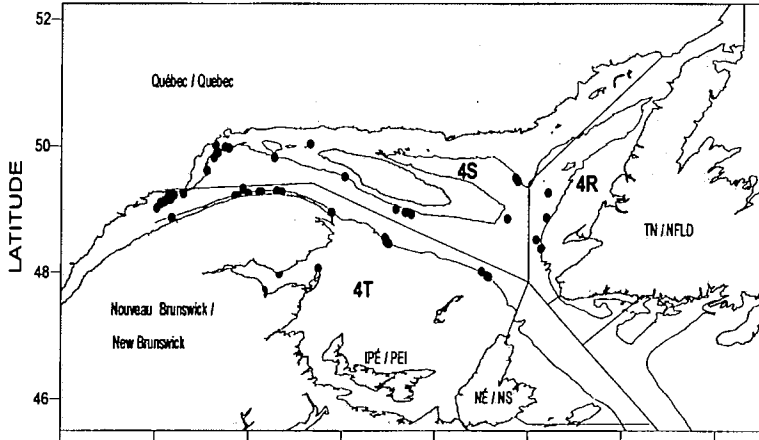 52
Québec / Quebec
50
4S
4R
LATITUDE
TN / NFLD
48
4T
Nouveau Brunswick /
New Brunswick
IPÉ / PEI
NÉ / NS
46